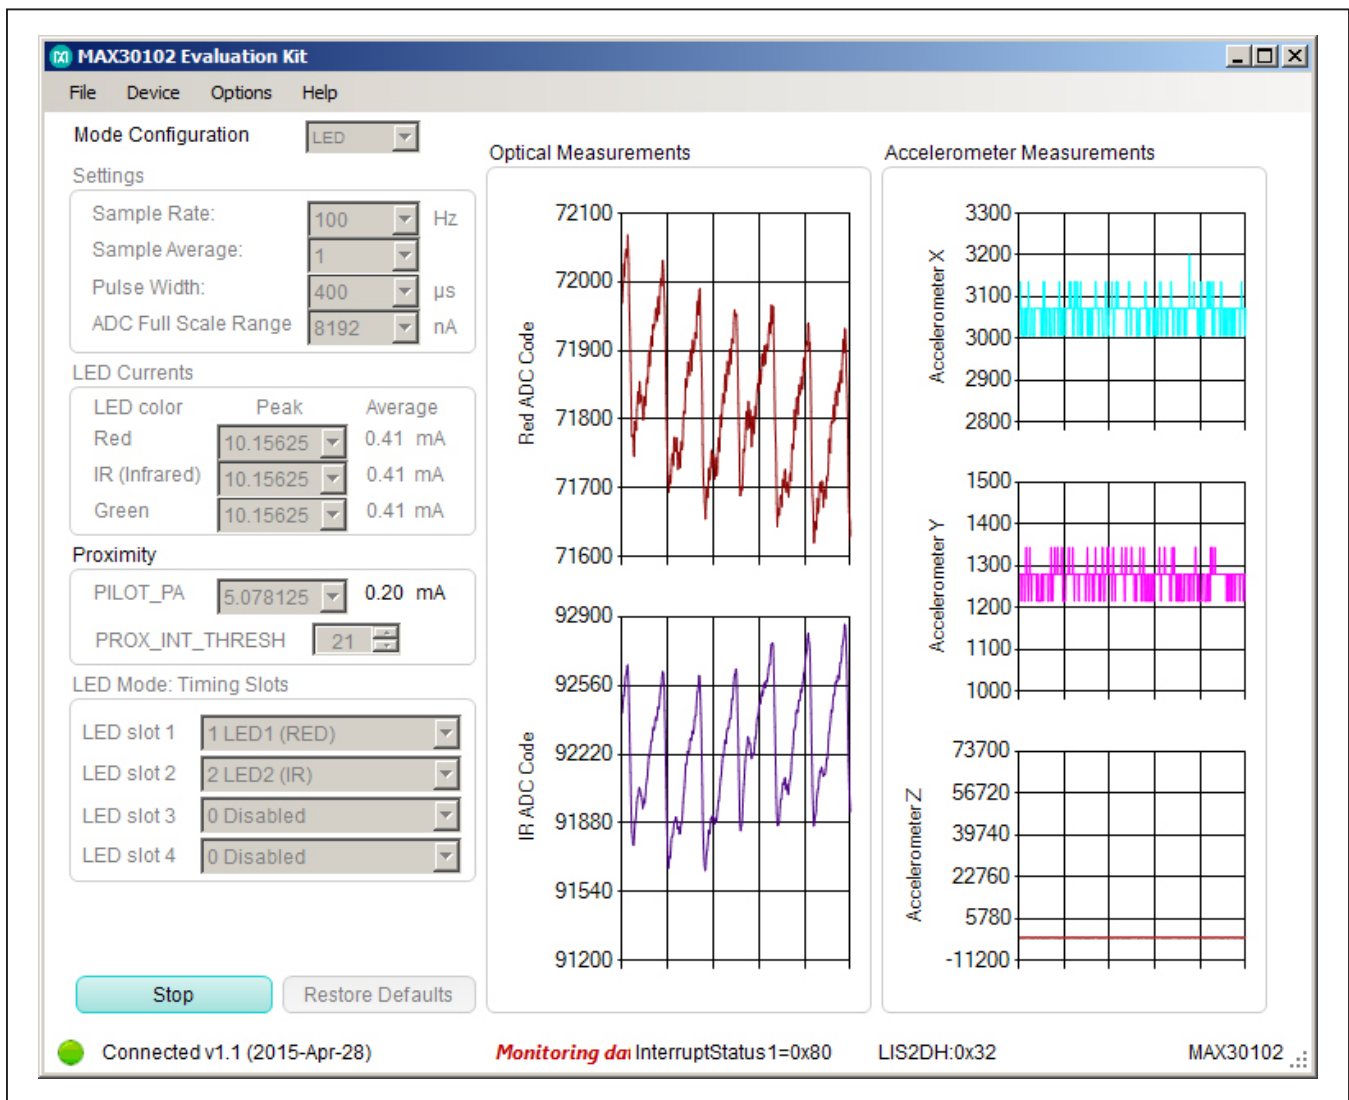 MAX30102 Evaluation Kit
File Device Options Help
Mode Configuration LED
Settings
Sample Rate: 100 Hz
Sample Average: 1
Pulse Width: 400 µs
ADC Full Scale Range 8192 nA
LED Currents
LED color Peak Average
Red 10.15625 0.41 mA
IR (Infrared) 10.15625 0.41 mA
Green 10.15625 0.41 mA
Proximity
PILOT_PA 5.078125 0.20 mA
PROX_INT_THRESH 21
LED Mode: Timing Slots
LED slot 1 1 LED1 (RED)
LED slot 2 2 LED2 (IR)
LED slot 3 0 Disabled
LED slot 4 0 Disabled
Stop Restore Defaults
Optical Measurements
Red ADC Code
72100
72000
71900
71800
71700
71600
IR ADC Code
92900
92560
92220
91880
91540
91200
Accelerometer Measurements
Accelerometer X
3300
3200
3100
3000
2900
2800
Accelerometer Y
1500
1400
1300
1200
1100
1000
Accelerometer Z
73700
56720
39740
22760
5780
-11200
Connected v1.1 (2015-Apr-28) Monitoring da InterruptStatus1=0x80 LIS2DH:0x32 MAX30102